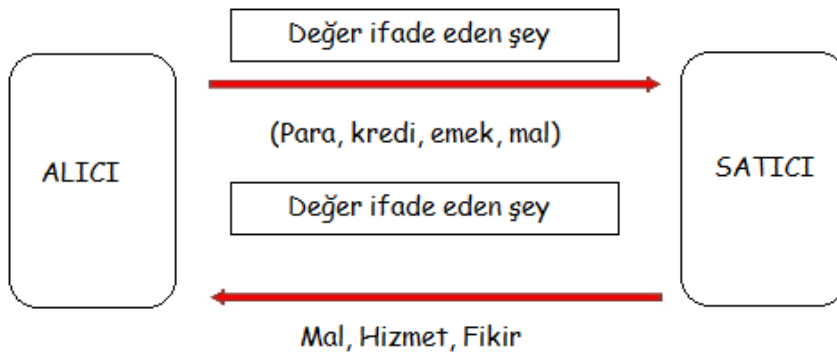 Değer ifade eden şey
(Para, kredi, emek, mal)
ALICI
SATICI
Değer ifade eden şey
Mal, Hizmet, Fikir